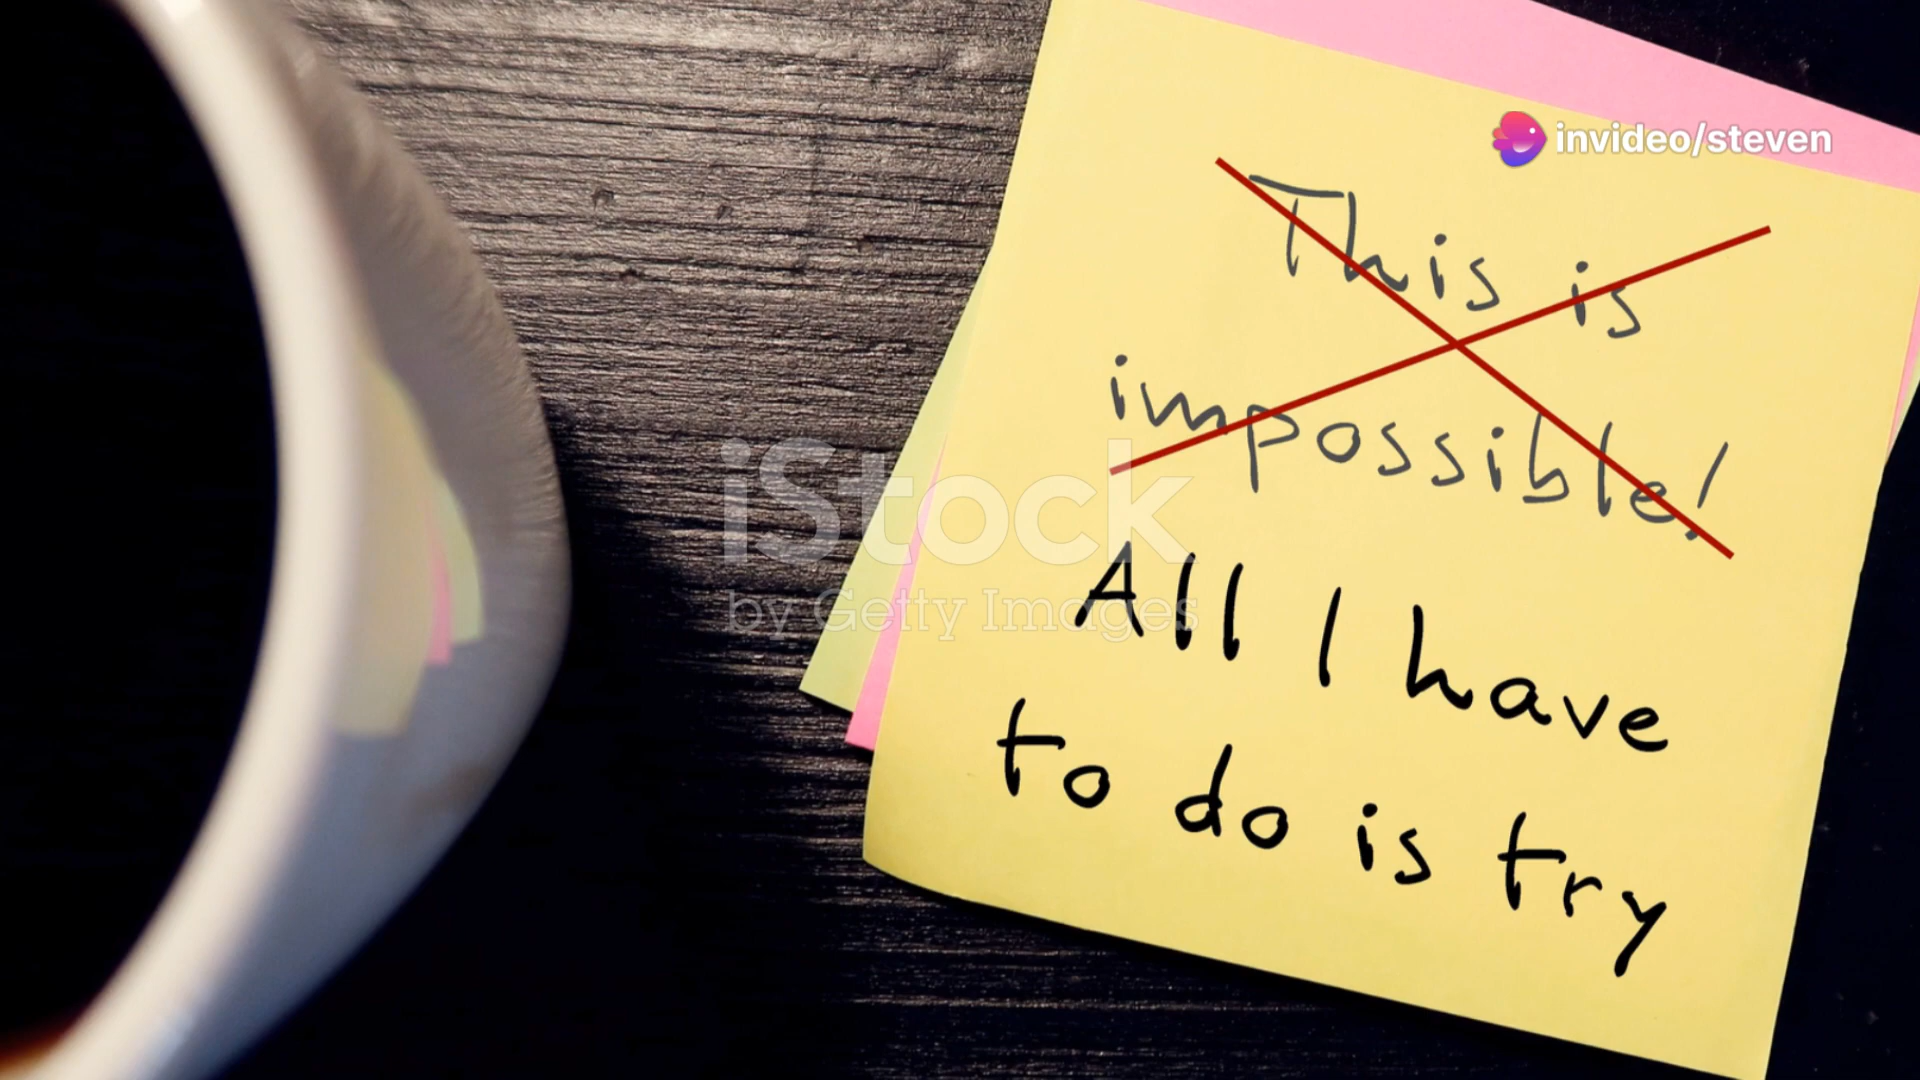 invideo/steven
This is
impossible!
iStock
by Getty Images
All I have
to do is try